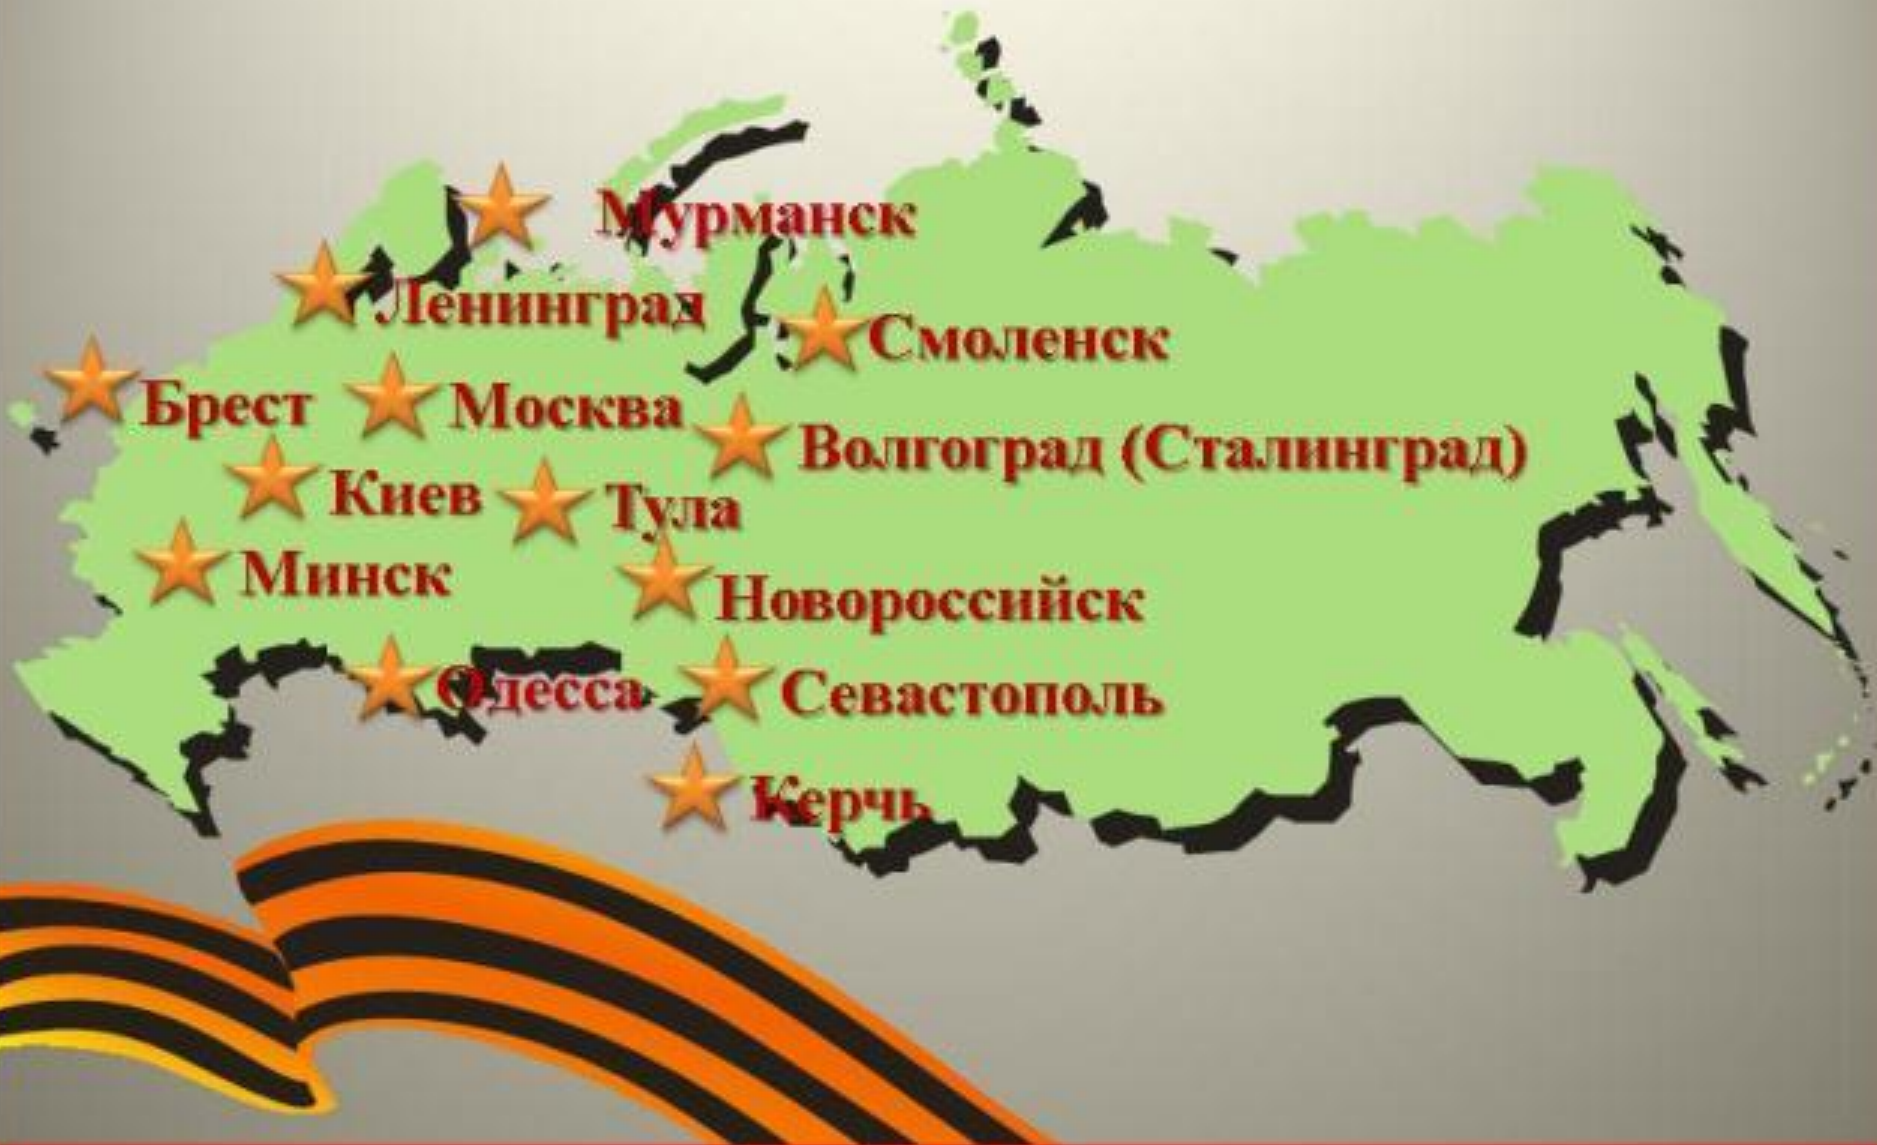 Мурманск
Ленинград
Смоленск
Брест
Москва
Волгоград (Сталинград)
Киев
Тула
Минск
Новороссийск
Одесса
Севастополь
Керчь